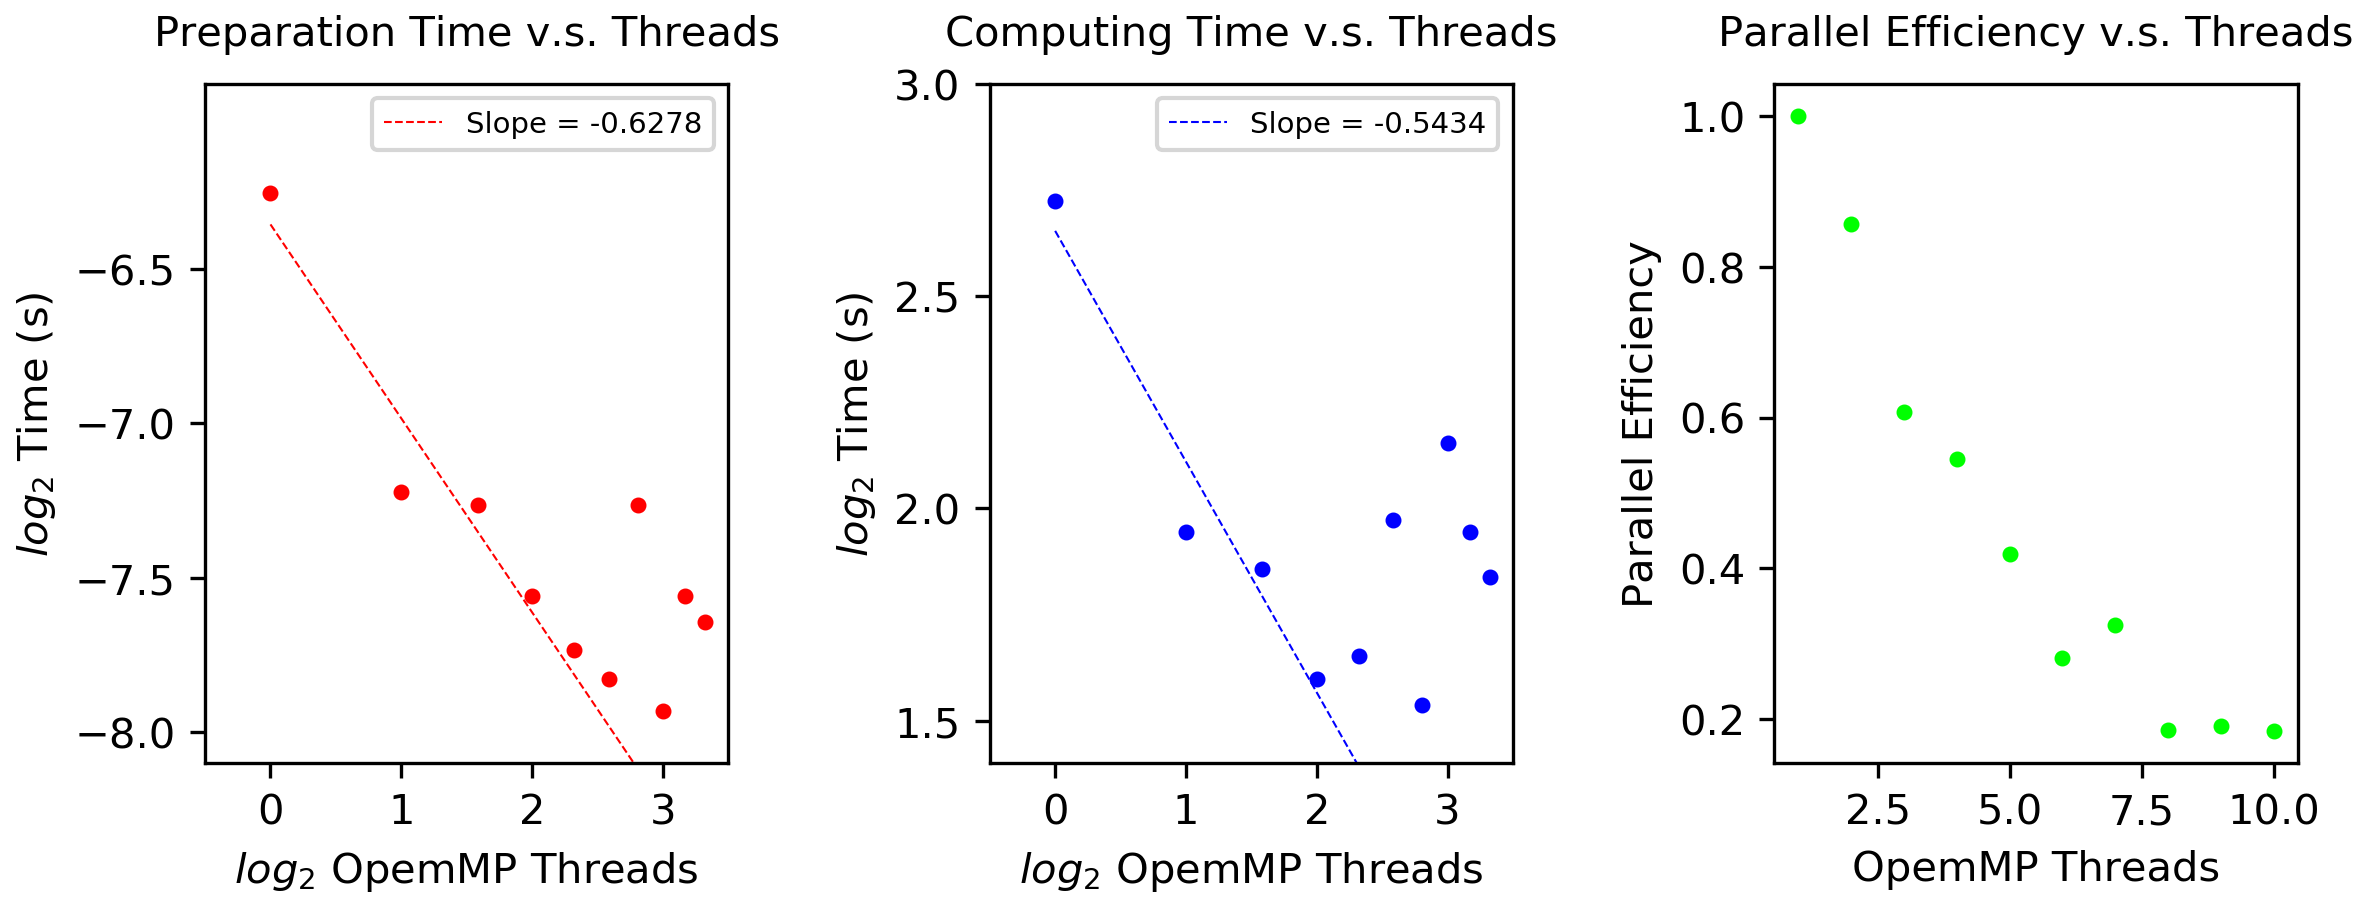 Preparation Time v.s. Threads
Slope = -0.6278
−6.5
−7.0
−7.5
−8.0
log₂ Time (s)
0 1 2 3
log₂ OpemMP Threads
Computing Time v.s. Threads
Slope = -0.5434
3.0
2.5
2.0
1.5
log₂ Time (s)
0 1 2 3
log₂ OpemMP Threads
Parallel Efficiency v.s. Threads
1.0
0.8
0.6
0.4
0.2
Parallel Efficiency
2.5 5.0 7.5 10.0
OpemMP Threads